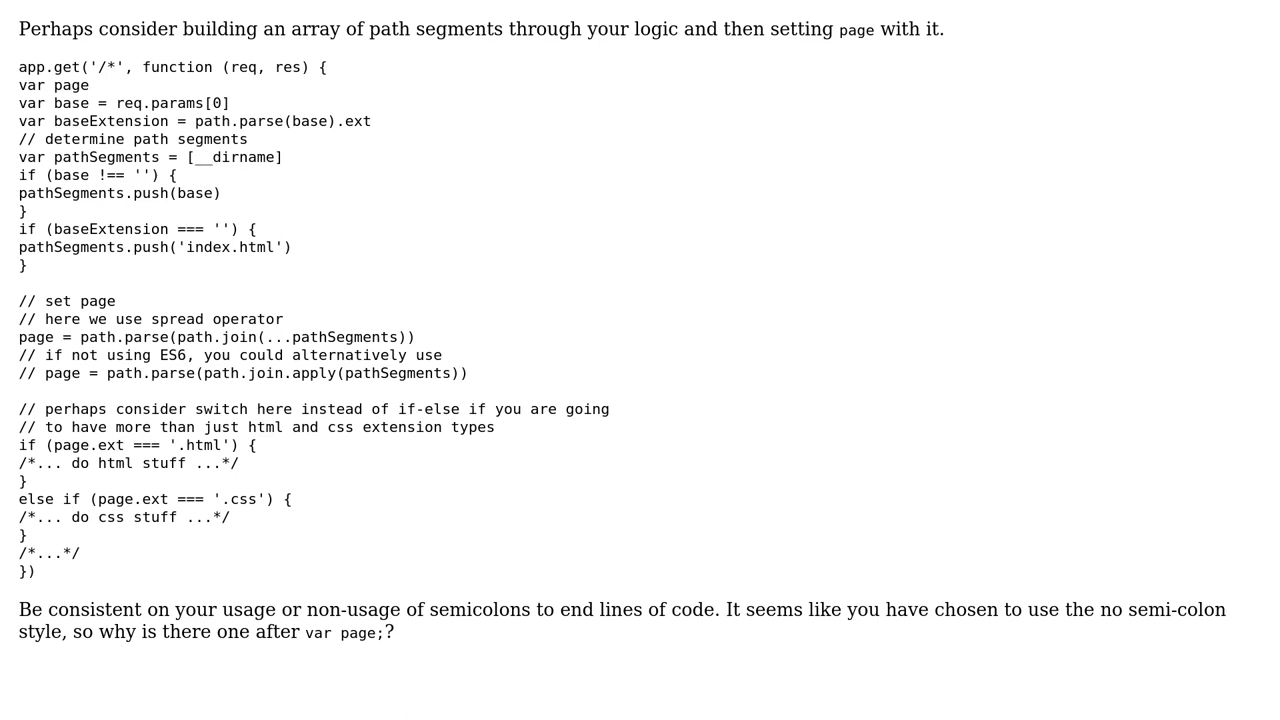 Perhaps consider building an array of path segments through your logic and then setting page with it.
app.get('/*', function (req, res) {
var page
var base = req.params[0]
var baseExtension = path.parse(base).ext
// determine path segments
var pathSegments = [__dirname]
if (base !== '') {
pathSegments.push(base)
}
if (baseExtension === '') {
pathSegments.push('index.html')
}
// set page
// here we use spread operator
page = path.parse(path.join(...pathSegments))
// if not using ES6, you could alternatively use
// page = path.parse(path.join.apply(pathSegments))
// perhaps consider switch here instead of if-else if you are going
// to have more than just html and css extension types
if (page.ext === '.html') {
/*... do html stuff ...*/
}
else if (page.ext === '.css') {
/*... do css stuff ...*/
}
/*...*/
})
Be consistent on your usage or non-usage of semicolons to end lines of code. It seems like you have chosen to use the no semi-colon
style, so why is there one after var page;?